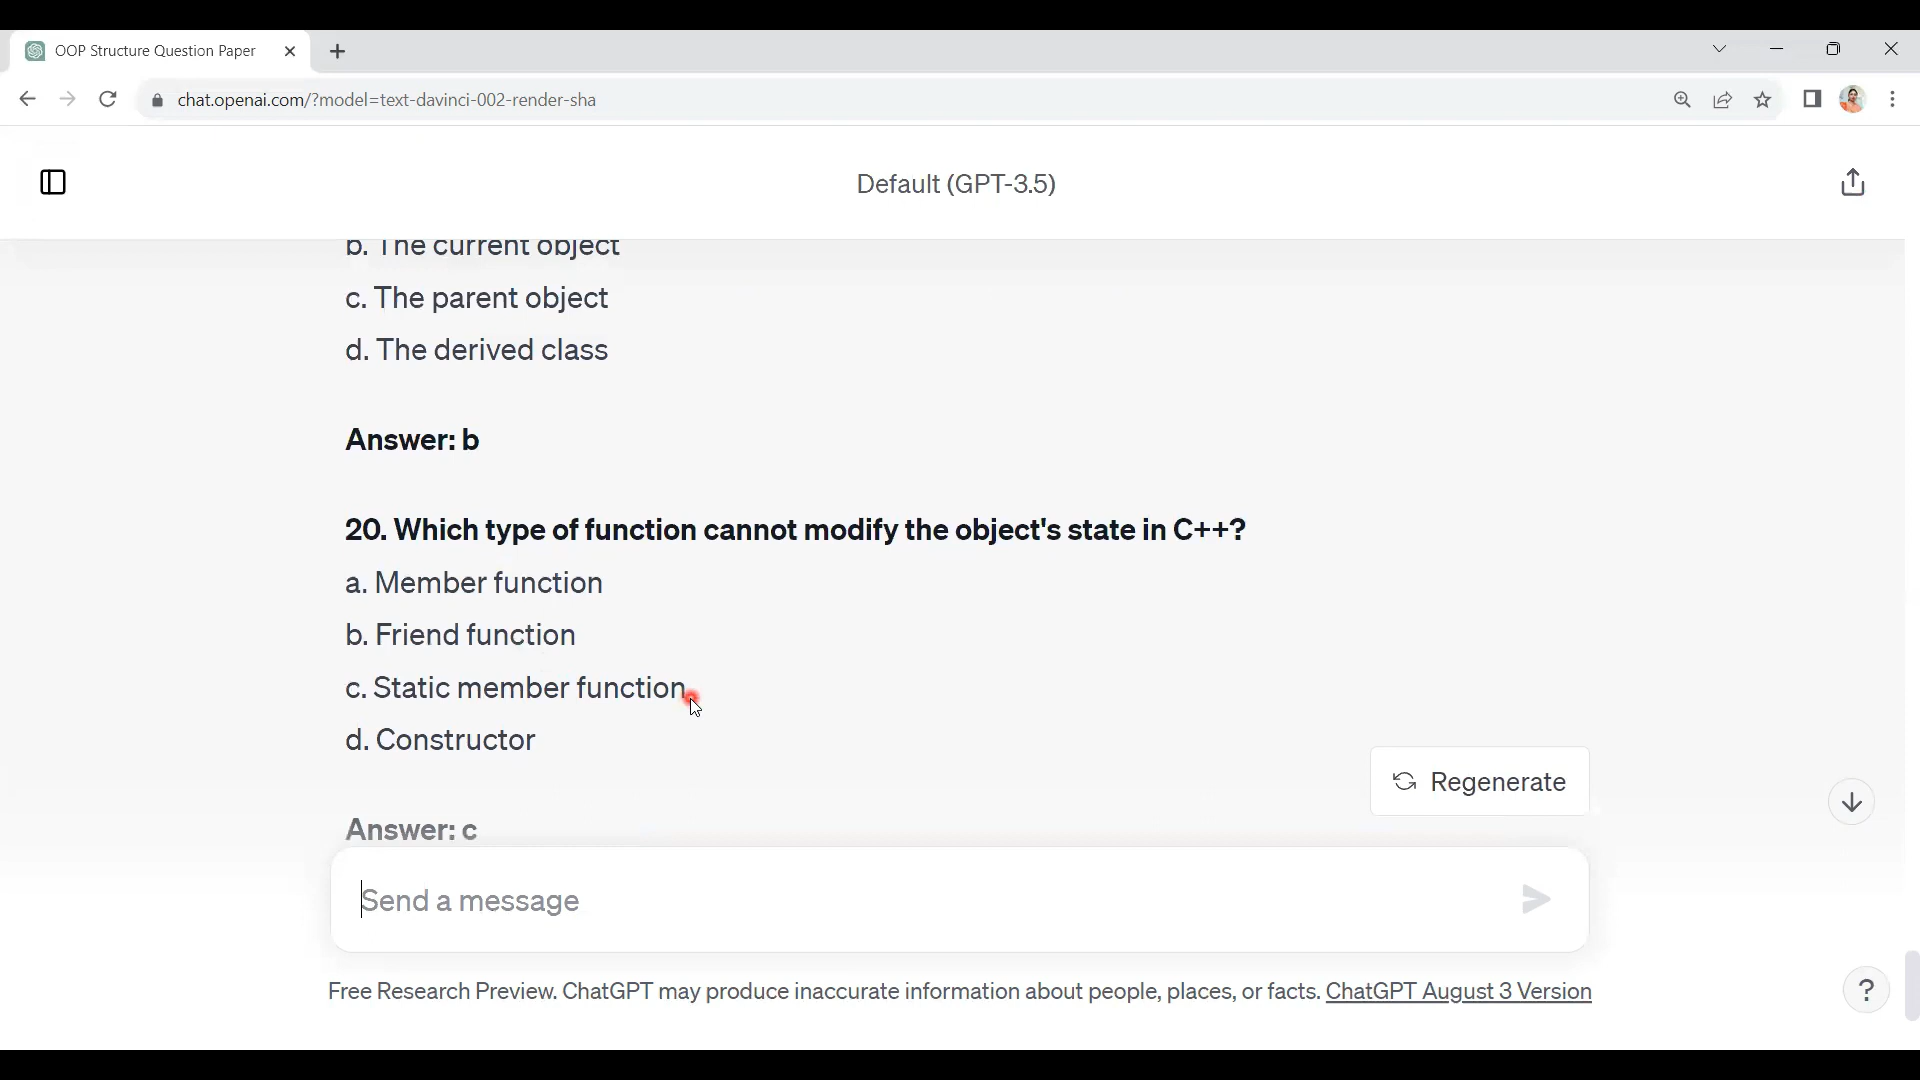 OOP Structure Question Paper
chat.openai.com/?model=text-davinci-002-render-sha
Default (GPT-3.5)
b. The current object
c. The parent object
d. The derived class
Answer: b
20. Which type of function cannot modify the object's state in C++?
a. Member function
b. Friend function
c. Static member function
d. Constructor
Regenerate
Answer: c
Send a message
Free Research Preview. ChatGPT may produce inaccurate information about people, places, or facts. ChatGPT August 3 Version
?